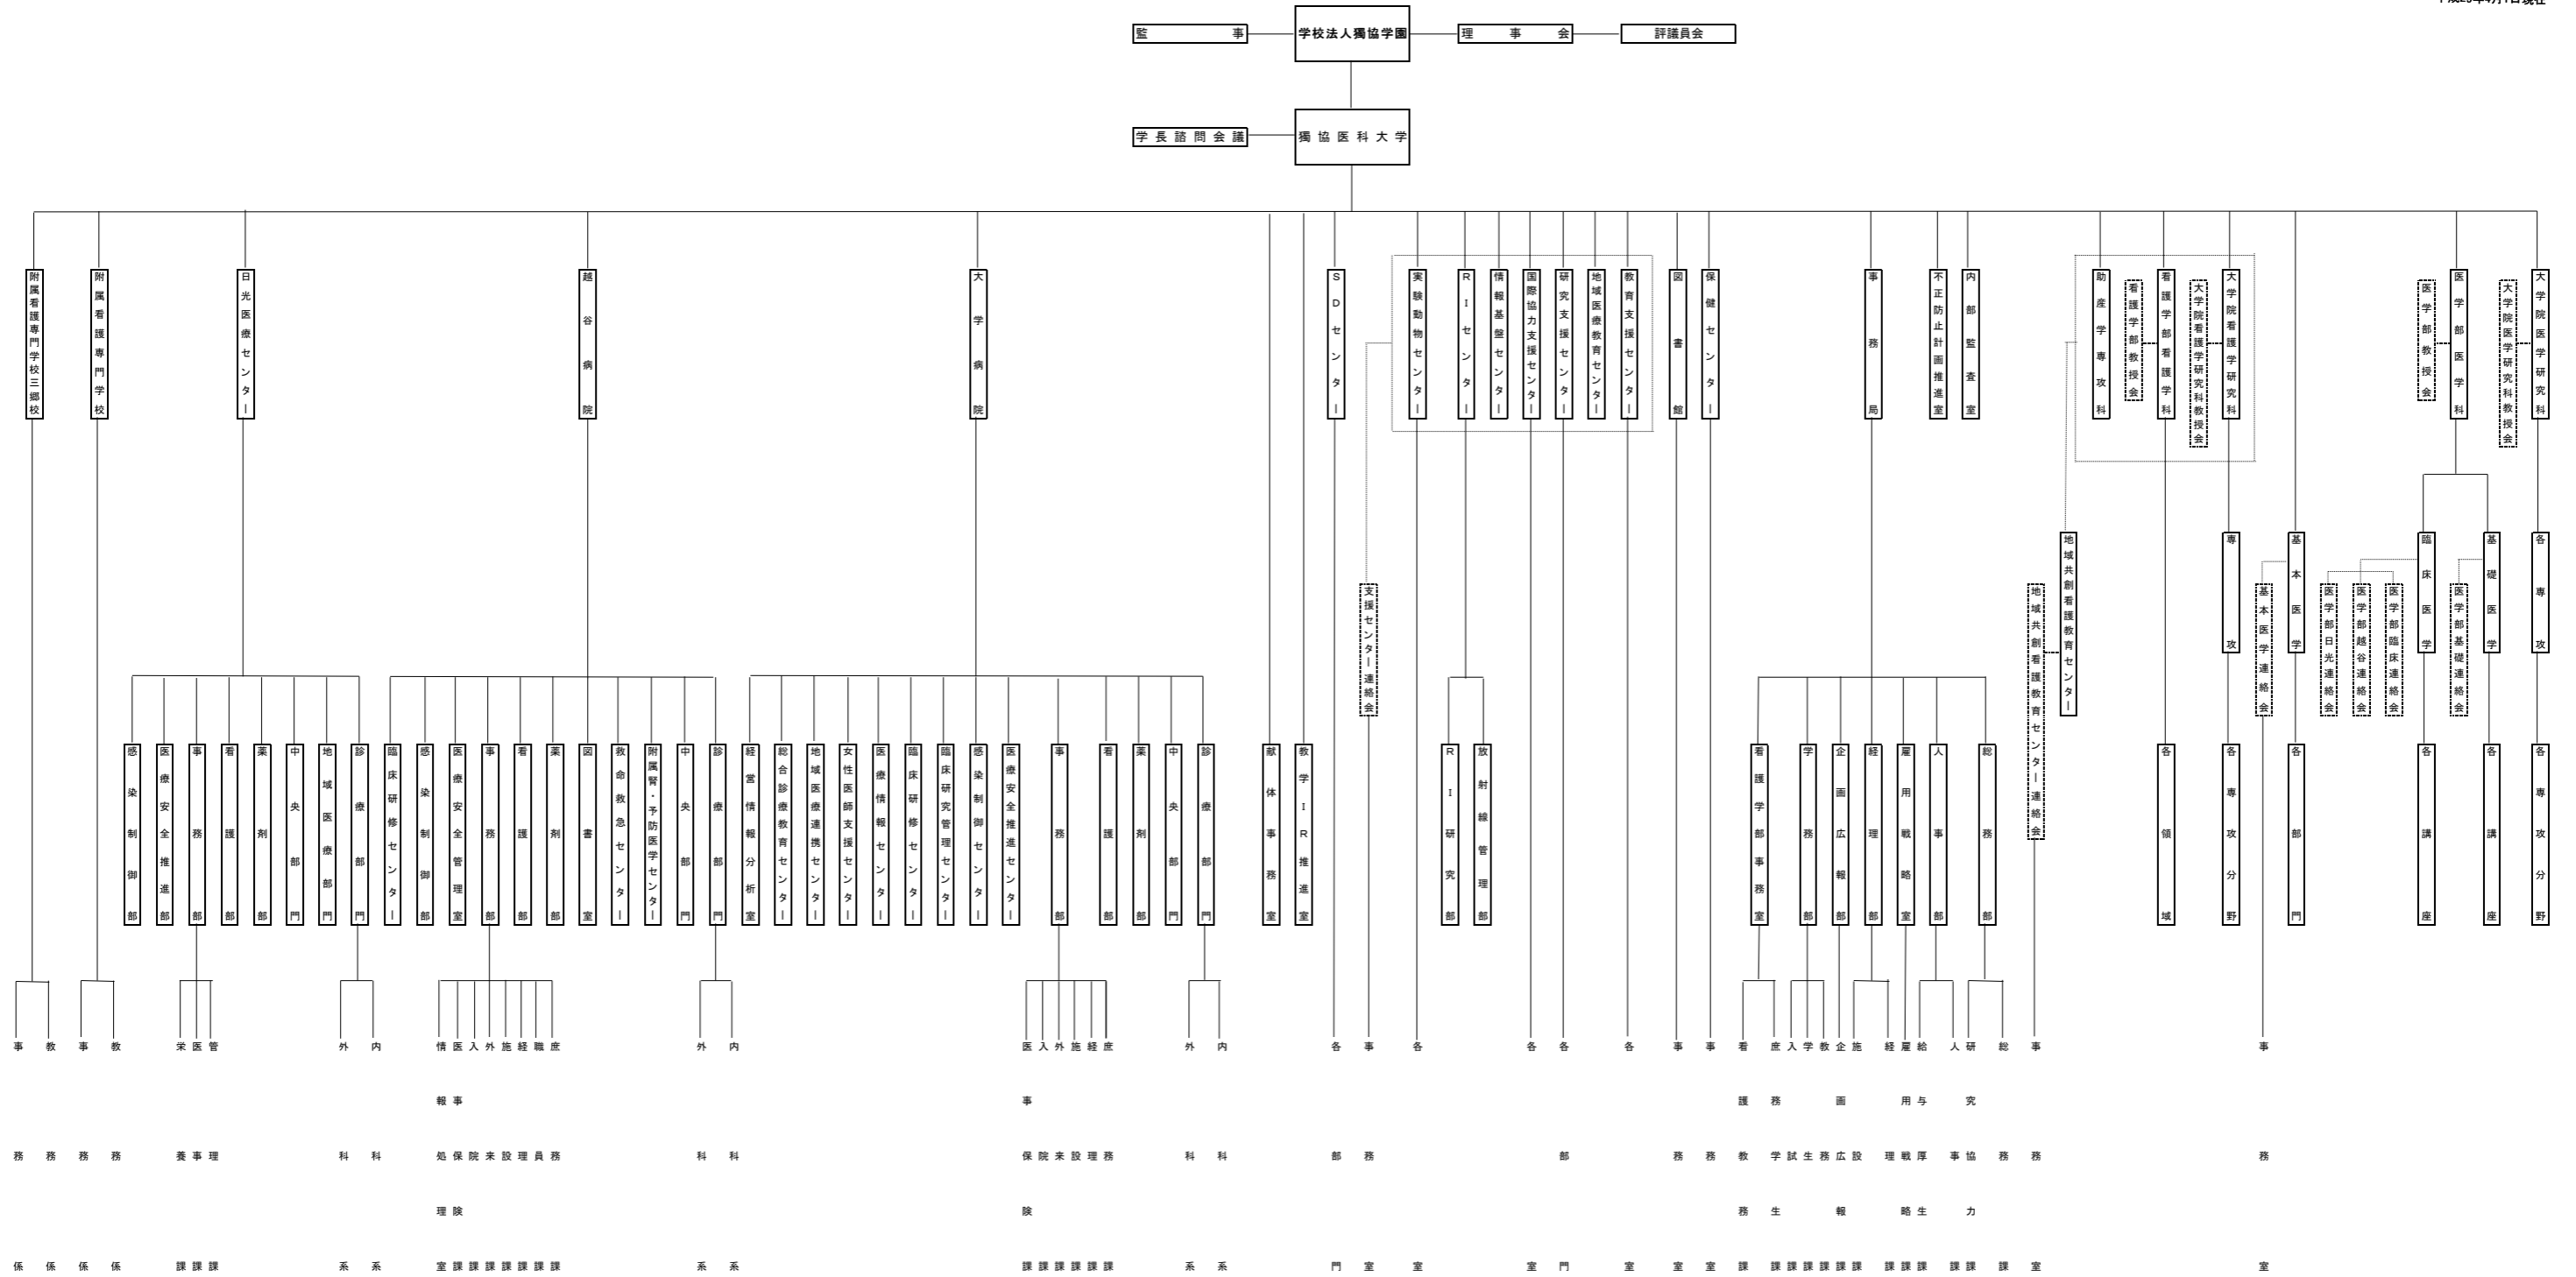 監事
学校法人獨協学園
理事会
評議員会
学長諮問会議
獨協医科大学
附属看護専門学校三郷校
附属看護専門学校
日光医療センター
越谷病院
大学病院
SDセンター
実験動物センター
RIセンター
情報基盤センター
国際協力支援センター
研究支援センター
地域医療教育センター
教育支援センター
図書館
保健センター
事務局
不正防止計画推進室
内部監査室
助産学専攻科
看護学部教授会
看護学部看護学科
大学院看護学研究科教授会
大学院看護学研究科
医学部教授会
医学部医学科
大学院医学研究科教授会
大学院医学研究科
支援センター連絡会
地域共創看護教育センター連絡会
地域共創看護教育センター
専攻
基本医学連絡会
基本医学
医学部日光連絡会
医学部越谷連絡会
医学部臨床連絡会
臨床医学
医学部基礎連絡会
基礎医学
各専攻
感染制御部
医療安全推進部
事務部
看護部
薬剤部
中央部門
地域医療部門
診療部門
臨床研修センター
感染制御部
医療安全管理室
事務部
看護部
薬剤部
図書室
救命救急センター
附属腎・予防医学センター
中央部門
診療部門
経営情報分析室
総合診療教育センター
地域医療連携センター
女性医師支援センター
医療情報センター
臨床研修センター
臨床研究管理センター
感染制御センター
医療安全推進センター
事務部
看護部
薬剤部
中央部門
診療部門
献体事務室
教学IR推進室
RI研究部
放射線管理部
看護学部事務室
学務部
企画広報部
経理部
雇用戦略室
人事部
総務部
各領域
各専攻分野
各部門
各講座
各講座
各専攻分野
事務係
教務係
事務係
教務係
栄養課
医事課
管理課
外科系
内科系
情報処理室
医事保険課
入院課
外来課
施設課
経理課
職員課
庶務課
外科系
内科系
医事保険課
入院課
外来課
施設課
経理課
庶務課
外科系
内科系
各部門
事務室
各室
各室
各部門
各室
事務室
事務室
看護教務課
庶務学生課
入試課
学生課
教務課
企画広報課
施設課
経理課
雇用戦略課
給与厚生課
人事課
研究協力課
総務課
事務室
事務室